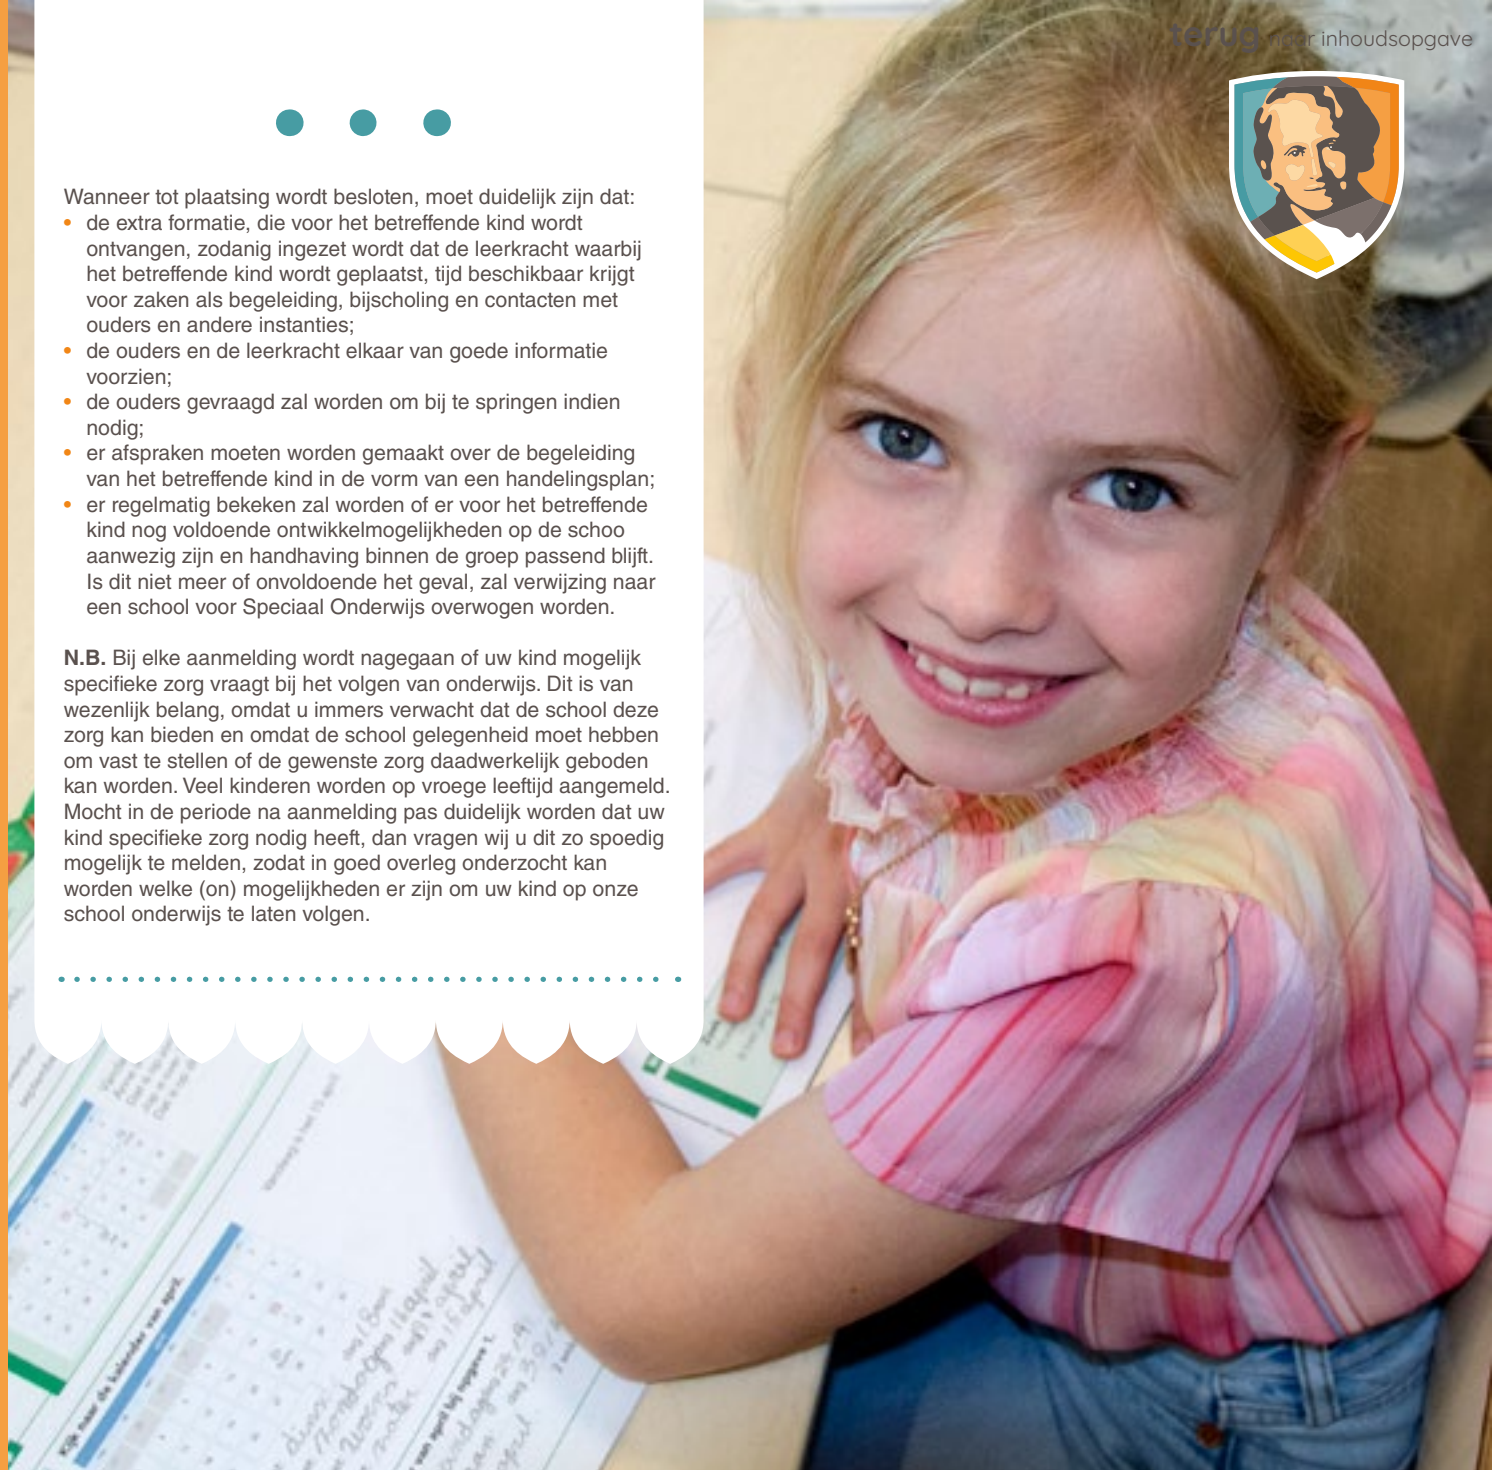 terug naar inhoudsopgave
Wanneer tot plaatsing wordt besloten, moet duidelijk zijn dat:
• de extra formatie, die voor het betreffende kind wordt
ontvangen, zodanig ingezet wordt dat de leerkracht waarbij
het betreffende kind wordt geplaatst, tijd beschikbaar krijgt
voor zaken als begeleiding, bijscholing en contacten met
ouders en andere instanties;
• de ouders en de leerkracht elkaar van goede informatie
voorzien;
• de ouders gevraagd zal worden om bij te springen indien
nodig;
• er afspraken moeten worden gemaakt over de begeleiding
van het betreffende kind in de vorm van een handelingsplan;
• er regelmatig bekeken zal worden of er voor het betreffende
kind nog voldoende ontwikkelmogelijkheden op de schoo
aanwezig zijn en handhaving binnen de groep passend blijft.
Is dit niet meer of onvoldoende het geval, zal verwijzing naar
een school voor Speciaal Onderwijs overwogen worden.
N.B. Bij elke aanmelding wordt nagegaan of uw kind mogelijk
specifieke zorg vraagt bij het volgen van onderwijs. Dit is van
wezenlijk belang, omdat u immers verwacht dat de school deze
zorg kan bieden en omdat de school gelegenheid moet hebben
om vast te stellen of de gewenste zorg daadwerkelijk geboden
kan worden. Veel kinderen worden op vroege leeftijd aangemeld.
Mocht in de periode na aanmelding pas duidelijk worden dat uw
kind specifieke zorg nodig heeft, dan vragen wij u dit zo spoedig
mogelijk te melden, zodat in goed overleg onderzocht kan
worden welke (on) mogelijkheden er zijn om uw kind op onze
school onderwijs te laten volgen.
Vandaag is het 15 april
Kijk naar de kalender van april.
van april bij opgave 1.